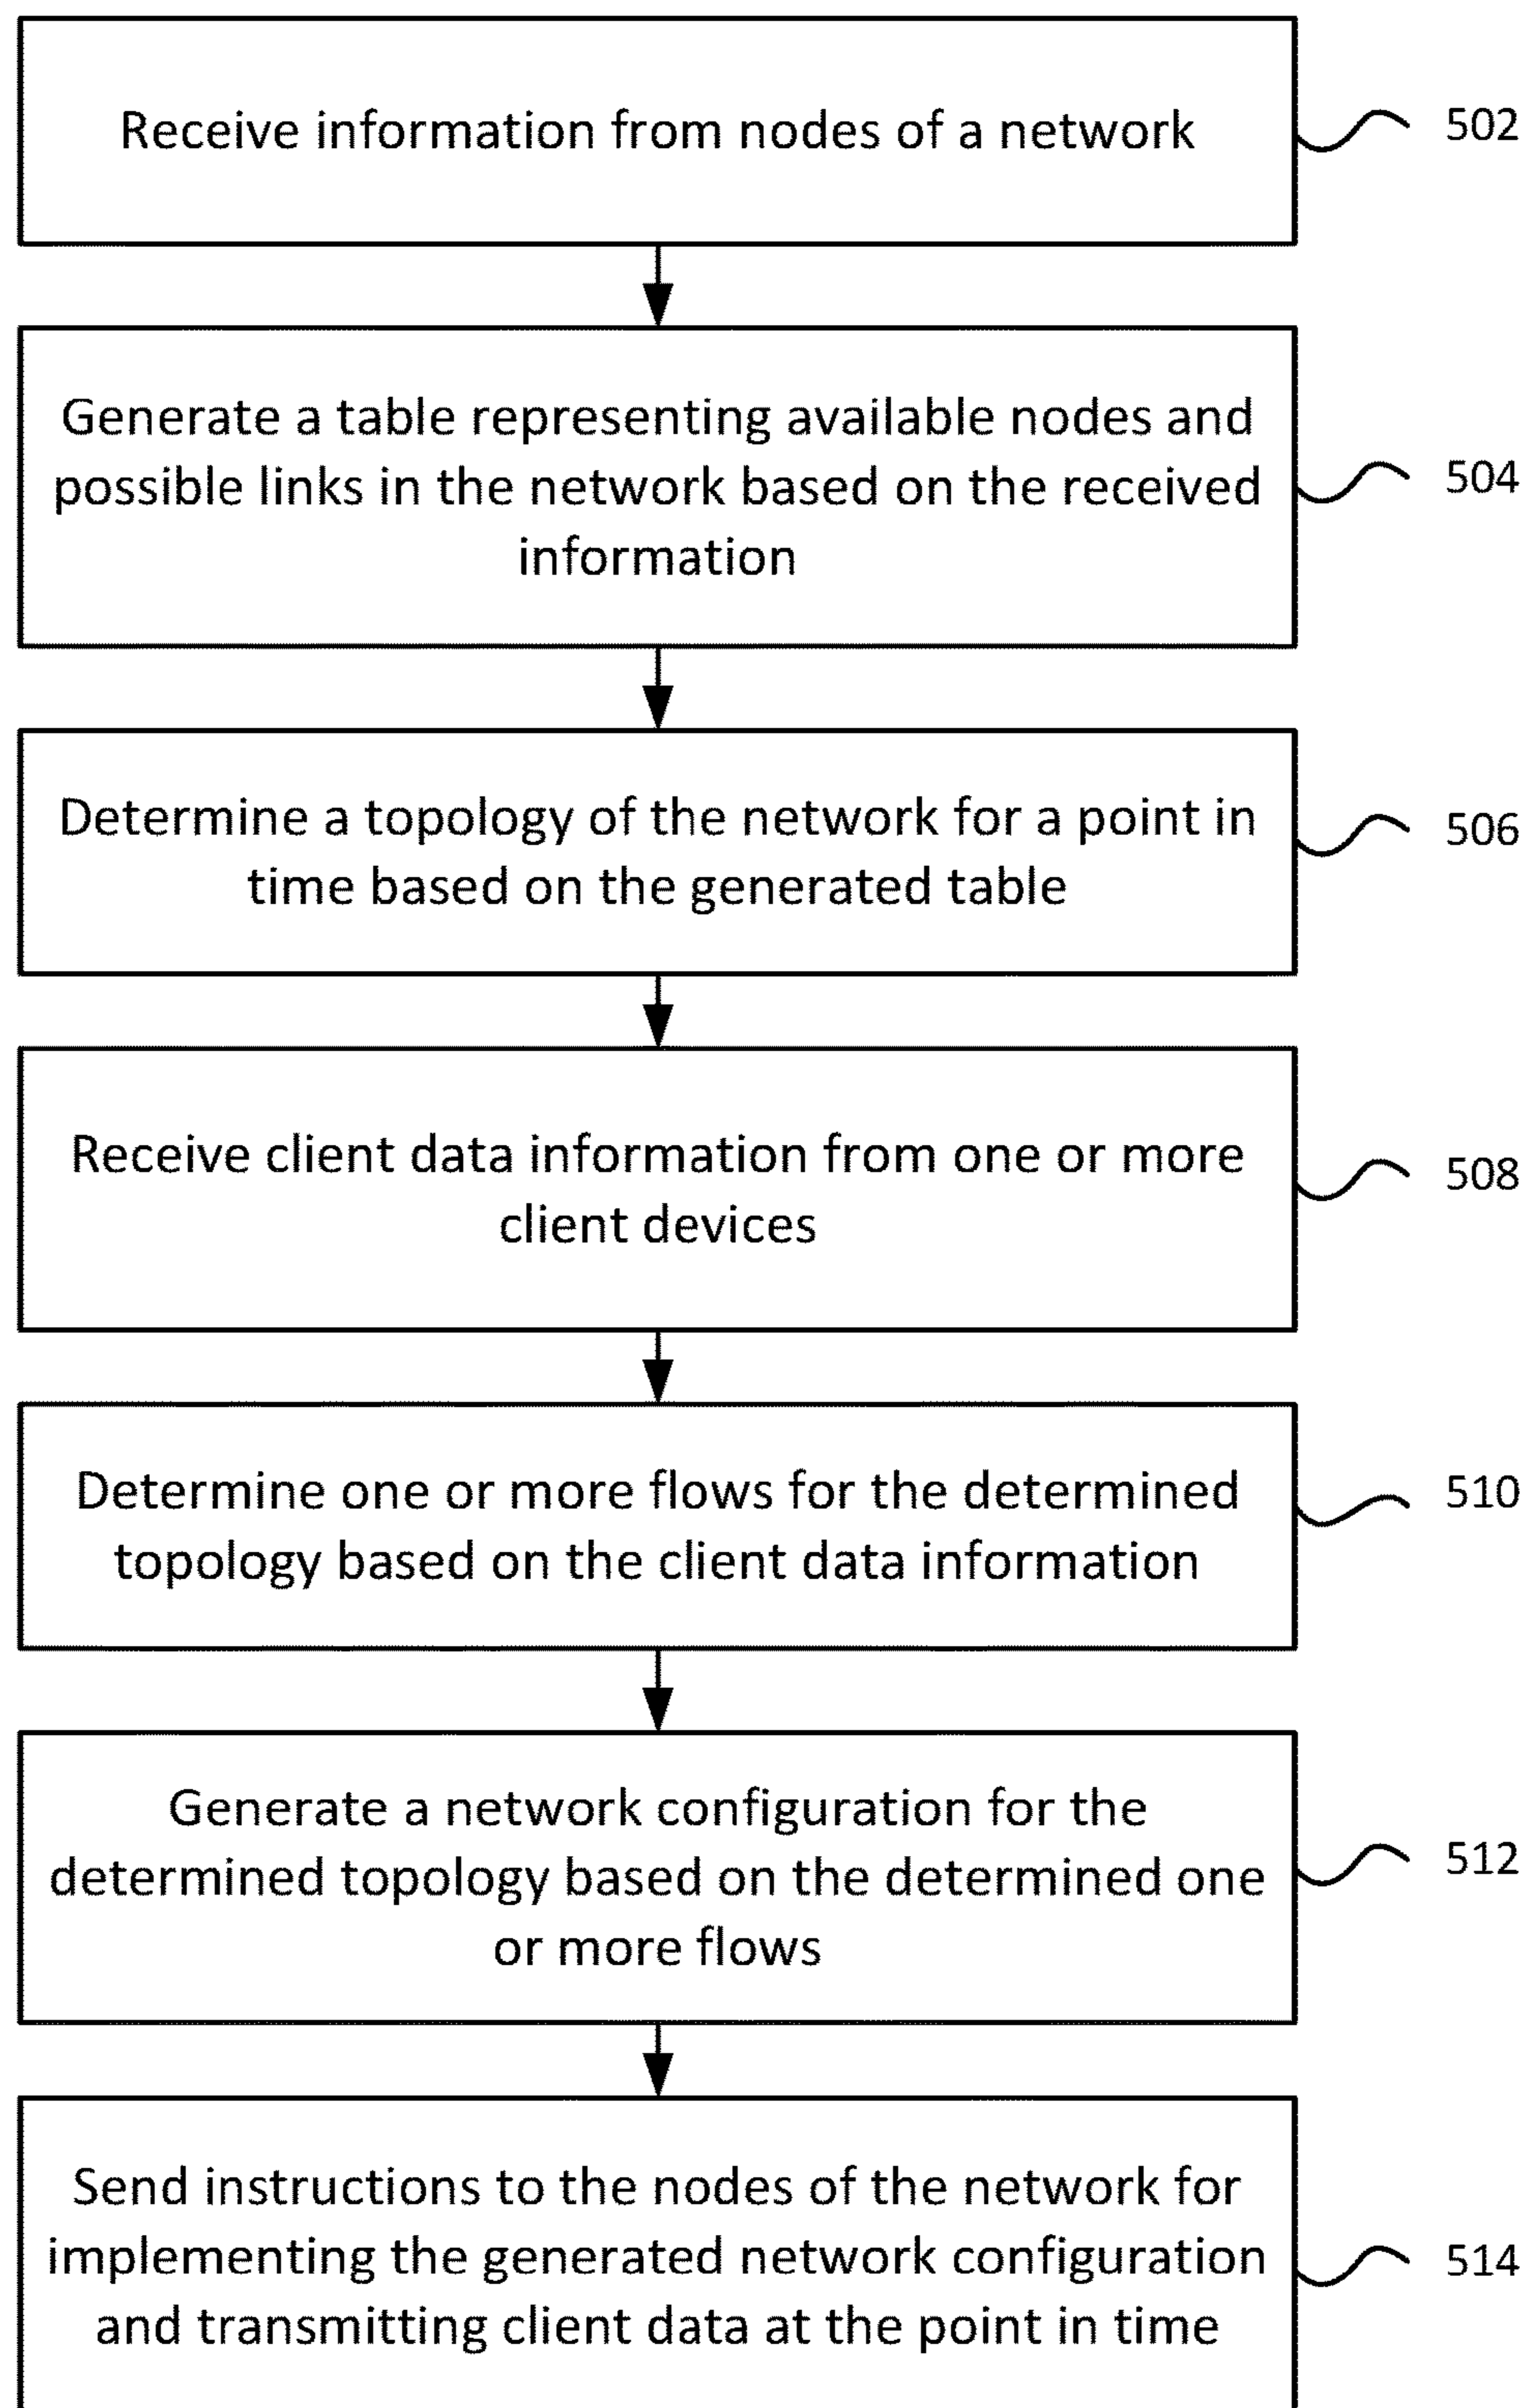 Receive information from nodes of a network
502
Generate a table representing available nodes and
possible links in the network based on the received
information
504
Determine a topology of the network for a point in
time based on the generated table
506
Receive client data information from one or more
client devices
508
Determine one or more flows for the determined
topology based on the client data information
510
Generate a network configuration for the
determined topology based on the determined one
or more flows
512
Send instructions to the nodes of the network for
implementing the generated network configuration
and transmitting client data at the point in time
514